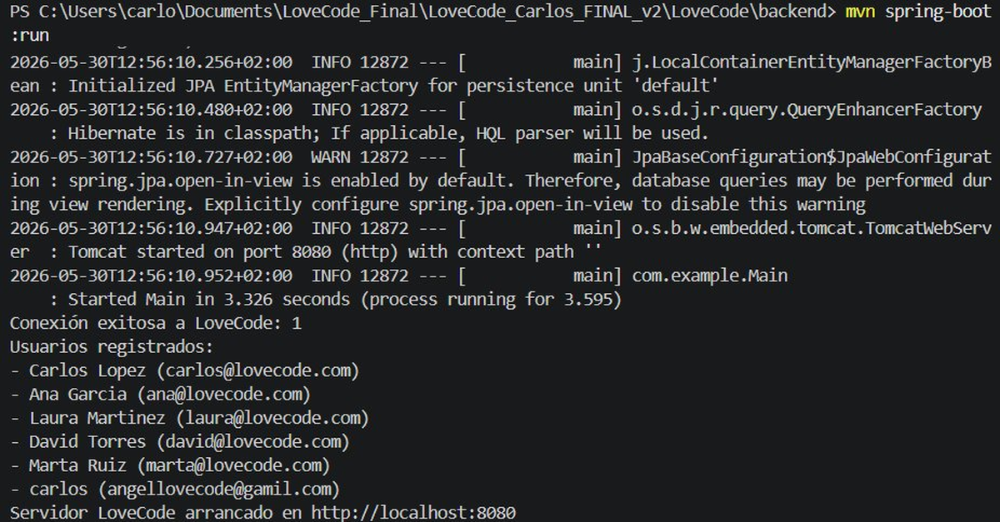 PS C:\Users\carlo\Documents\LoveCode_Final\LoveCode_Carlos_FINAL_v2\LoveCode\backend> mvn spring-boot
:run
2026-05-30T12:56:10.256+02:00  INFO 12872 --- [           main] j.LocalContainerEntityManagerFactoryB
ean : Initialized JPA EntityManagerFactory for persistence unit 'default'
2026-05-30T12:56:10.480+02:00  INFO 12872 --- [           main] o.s.d.j.r.query.QueryEnhancerFactory
    : Hibernate is in classpath; If applicable, HQL parser will be used.
2026-05-30T12:56:10.727+02:00  WARN 12872 --- [           main] JpaBaseConfiguration$JpaWebConfigurat
ion : spring.jpa.open-in-view is enabled by default. Therefore, database queries may be performed dur
ing view rendering. Explicitly configure spring.jpa.open-in-view to disable this warning
2026-05-30T12:56:10.947+02:00  INFO 12872 --- [           main] o.s.b.w.embedded.tomcat.TomcatWebServ
er  : Tomcat started on port 8080 (http) with context path ''
2026-05-30T12:56:10.952+02:00  INFO 12872 --- [           main] com.example.Main
    : Started Main in 3.326 seconds (process running for 3.595)
Conexión exitosa a LoveCode: 1
Usuarios registrados:
- Carlos Lopez (carlos@lovecode.com)
- Ana Garcia (ana@lovecode.com)
- Laura Martinez (laura@lovecode.com)
- David Torres (david@lovecode.com)
- Marta Ruiz (marta@lovecode.com)
- carlos (angellovecode@gamil.com)
Servidor LoveCode arrancado en http://localhost:8080